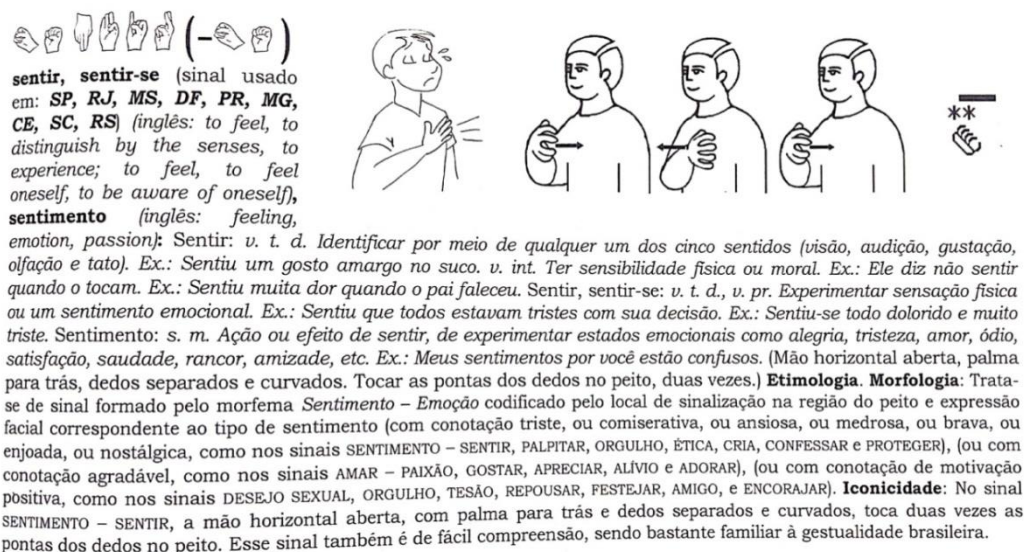 (- )
sentir, sentir-se (sinal usado
em: SP, RJ, MS, DF, PR, MG,
CE, SC, RS) (inglês: to feel, to
distinguish by the senses, to
experience; to feel, to feel
oneself, to be aware of oneself),
sentimento (inglês: feeling,
emotion, passion): Sentir: v. t. d. Identificar por meio de qualquer um dos cinco sentidos (visão, audição, gustação,
olfação e tato). Ex.: Sentiu um gosto amargo no suco. v. int. Ter sensibilidade física ou moral. Ex.: Ele diz não sentir
quando o tocam. Ex.: Sentiu muita dor quando o pai faleceu. Sentir, sentir-se: v. t. d., v. pr. Experimentar sensação física
ou um sentimento emocional. Ex.: Sentiu que todos estavam tristes com sua decisão. Ex.: Sentiu-se todo dolorido e muito
triste. Sentimento: s. m. Ação ou efeito de sentir, de experimentar estados emocionais como alegria, tristeza, amor, ódio,
satisfação, saudade, rancor, amizade, etc. Ex.: Meus sentimentos por você estão confusos. (Mão horizontal aberta, palma
para trás, dedos separados e curvados. Tocar as pontas dos dedos no peito, duas vezes.) Etimologia. Morfologia: Trata-
se de sinal formado pelo morfema Sentimento – Emoção codificado pelo local de sinalização na região do peito e expressão
facial correspondente ao tipo de sentimento (com conotação triste, ou comiserativa, ou ansiosa, ou medrosa, ou brava, ou
enjoada, ou nostálgica, como nos sinais SENTIMENTO – SENTIR, PALPITAR, ORGULHO, ÉTICA, CRIA, CONFESSAR e PROTEGER), (ou com
conotação agradável, como nos sinais AMAR – PAIXÃO, GOSTAR, APRECIAR, ALÍVIO e ADORAR), (ou com conotação de motivação
positiva, como nos sinais DESEJO SEXUAL, ORGULHO, TESÃO, REPOUSAR, FESTEJAR, AMIGO, e ENCORAJAR). Iconicidade: No sinal
SENTIMENTO – SENTIR, a mão horizontal aberta, com palma para trás e dedos separados e curvados, toca duas vezes as
pontas dos dedos no peito. Esse sinal também é de fácil compreensão, sendo bastante familiar à gestualidade brasileira.